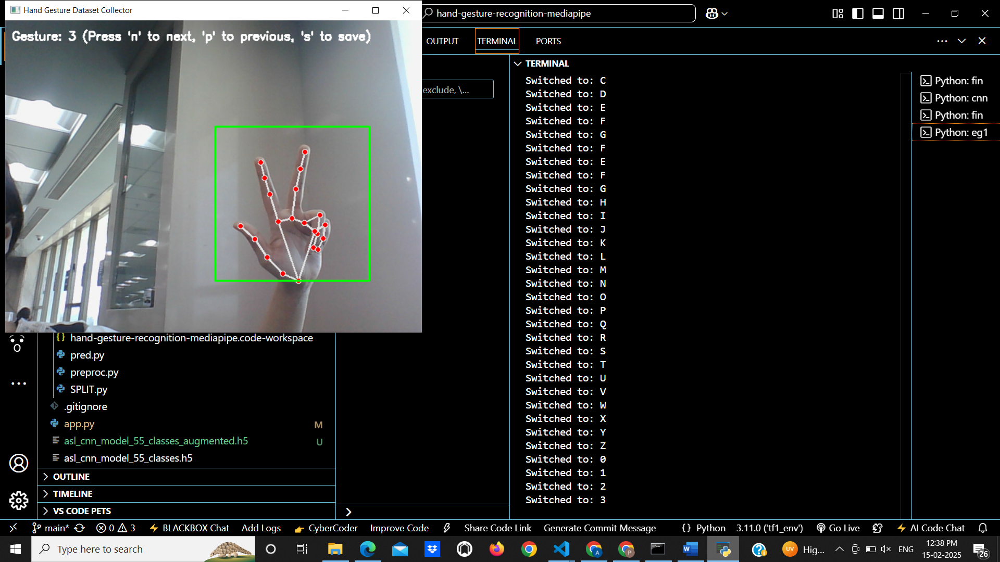 Hand Gesture Dataset Collector
Gesture: 3 (Press 'n' to next, 'p' to previous, 's' to save)
hand-gesture-recognition-mediapipe
OUTPUT
TERMINAL
PORTS
exclude, \...
TERMINAL
Switched to: C
Switched to: D
Switched to: E
Switched to: F
Switched to: G
Switched to: F
Switched to: E
Switched to: F
Switched to: G
Switched to: H
Switched to: I
Switched to: J
Switched to: K
Switched to: L
Switched to: M
Switched to: N
Switched to: O
Switched to: P
Switched to: Q
Switched to: R
Switched to: S
Switched to: T
Switched to: U
Switched to: V
Switched to: W
Switched to: X
Switched to: Y
Switched to: Z
Switched to: 0
Switched to: 1
Switched to: 2
Switched to: 3
Python: fin
Python: cnn
Python: fin
Python: eg1
hand-gesture-recognition-mediapipe.code-workspace
pred.py
preproc.py
SPLIT.py
.gitignore
app.py M
asl_cnn_model_55_classes_augmented.h5 U
asl_cnn_model_55_classes.h5
OUTLINE
TIMELINE
VS CODE PETS
main* 0 3 BLACKBOX Chat Add Logs CyberCoder Improve Code Share Code Link Generate Commit Message {} Python 3.11.0 ('tf1_env') Go Live AI Code Chat
Type here to search
UV Hig... ENG
12:38 PM
15-02-2025
26